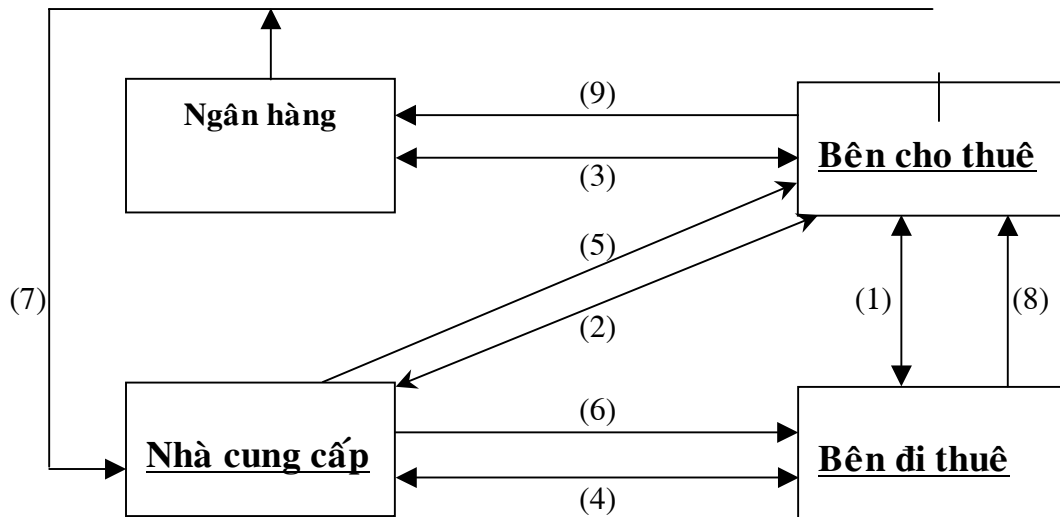 (9)
Ngân hàng
Bên cho thuê
(3)
(5)
(7)
(1)
(8)
(2)
(6)
Nhà cung cấp
Bên đi thuê
(4)